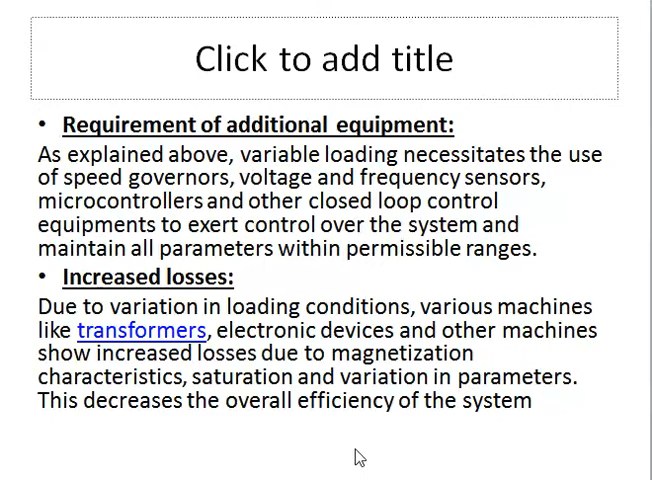 Click to add title
• Requirement of additional equipment:
As explained above, variable loading necessitates the use
of speed governors, voltage and frequency sensors,
microcontrollers and other closed loop control
equipments to exert control over the system and
maintain all parameters within permissible ranges.
• Increased losses:
Due to variation in loading conditions, various machines
like transformers, electronic devices and other machines
show increased losses due to magnetization
characteristics, saturation and variation in parameters.
This decreases the overall efficiency of the system